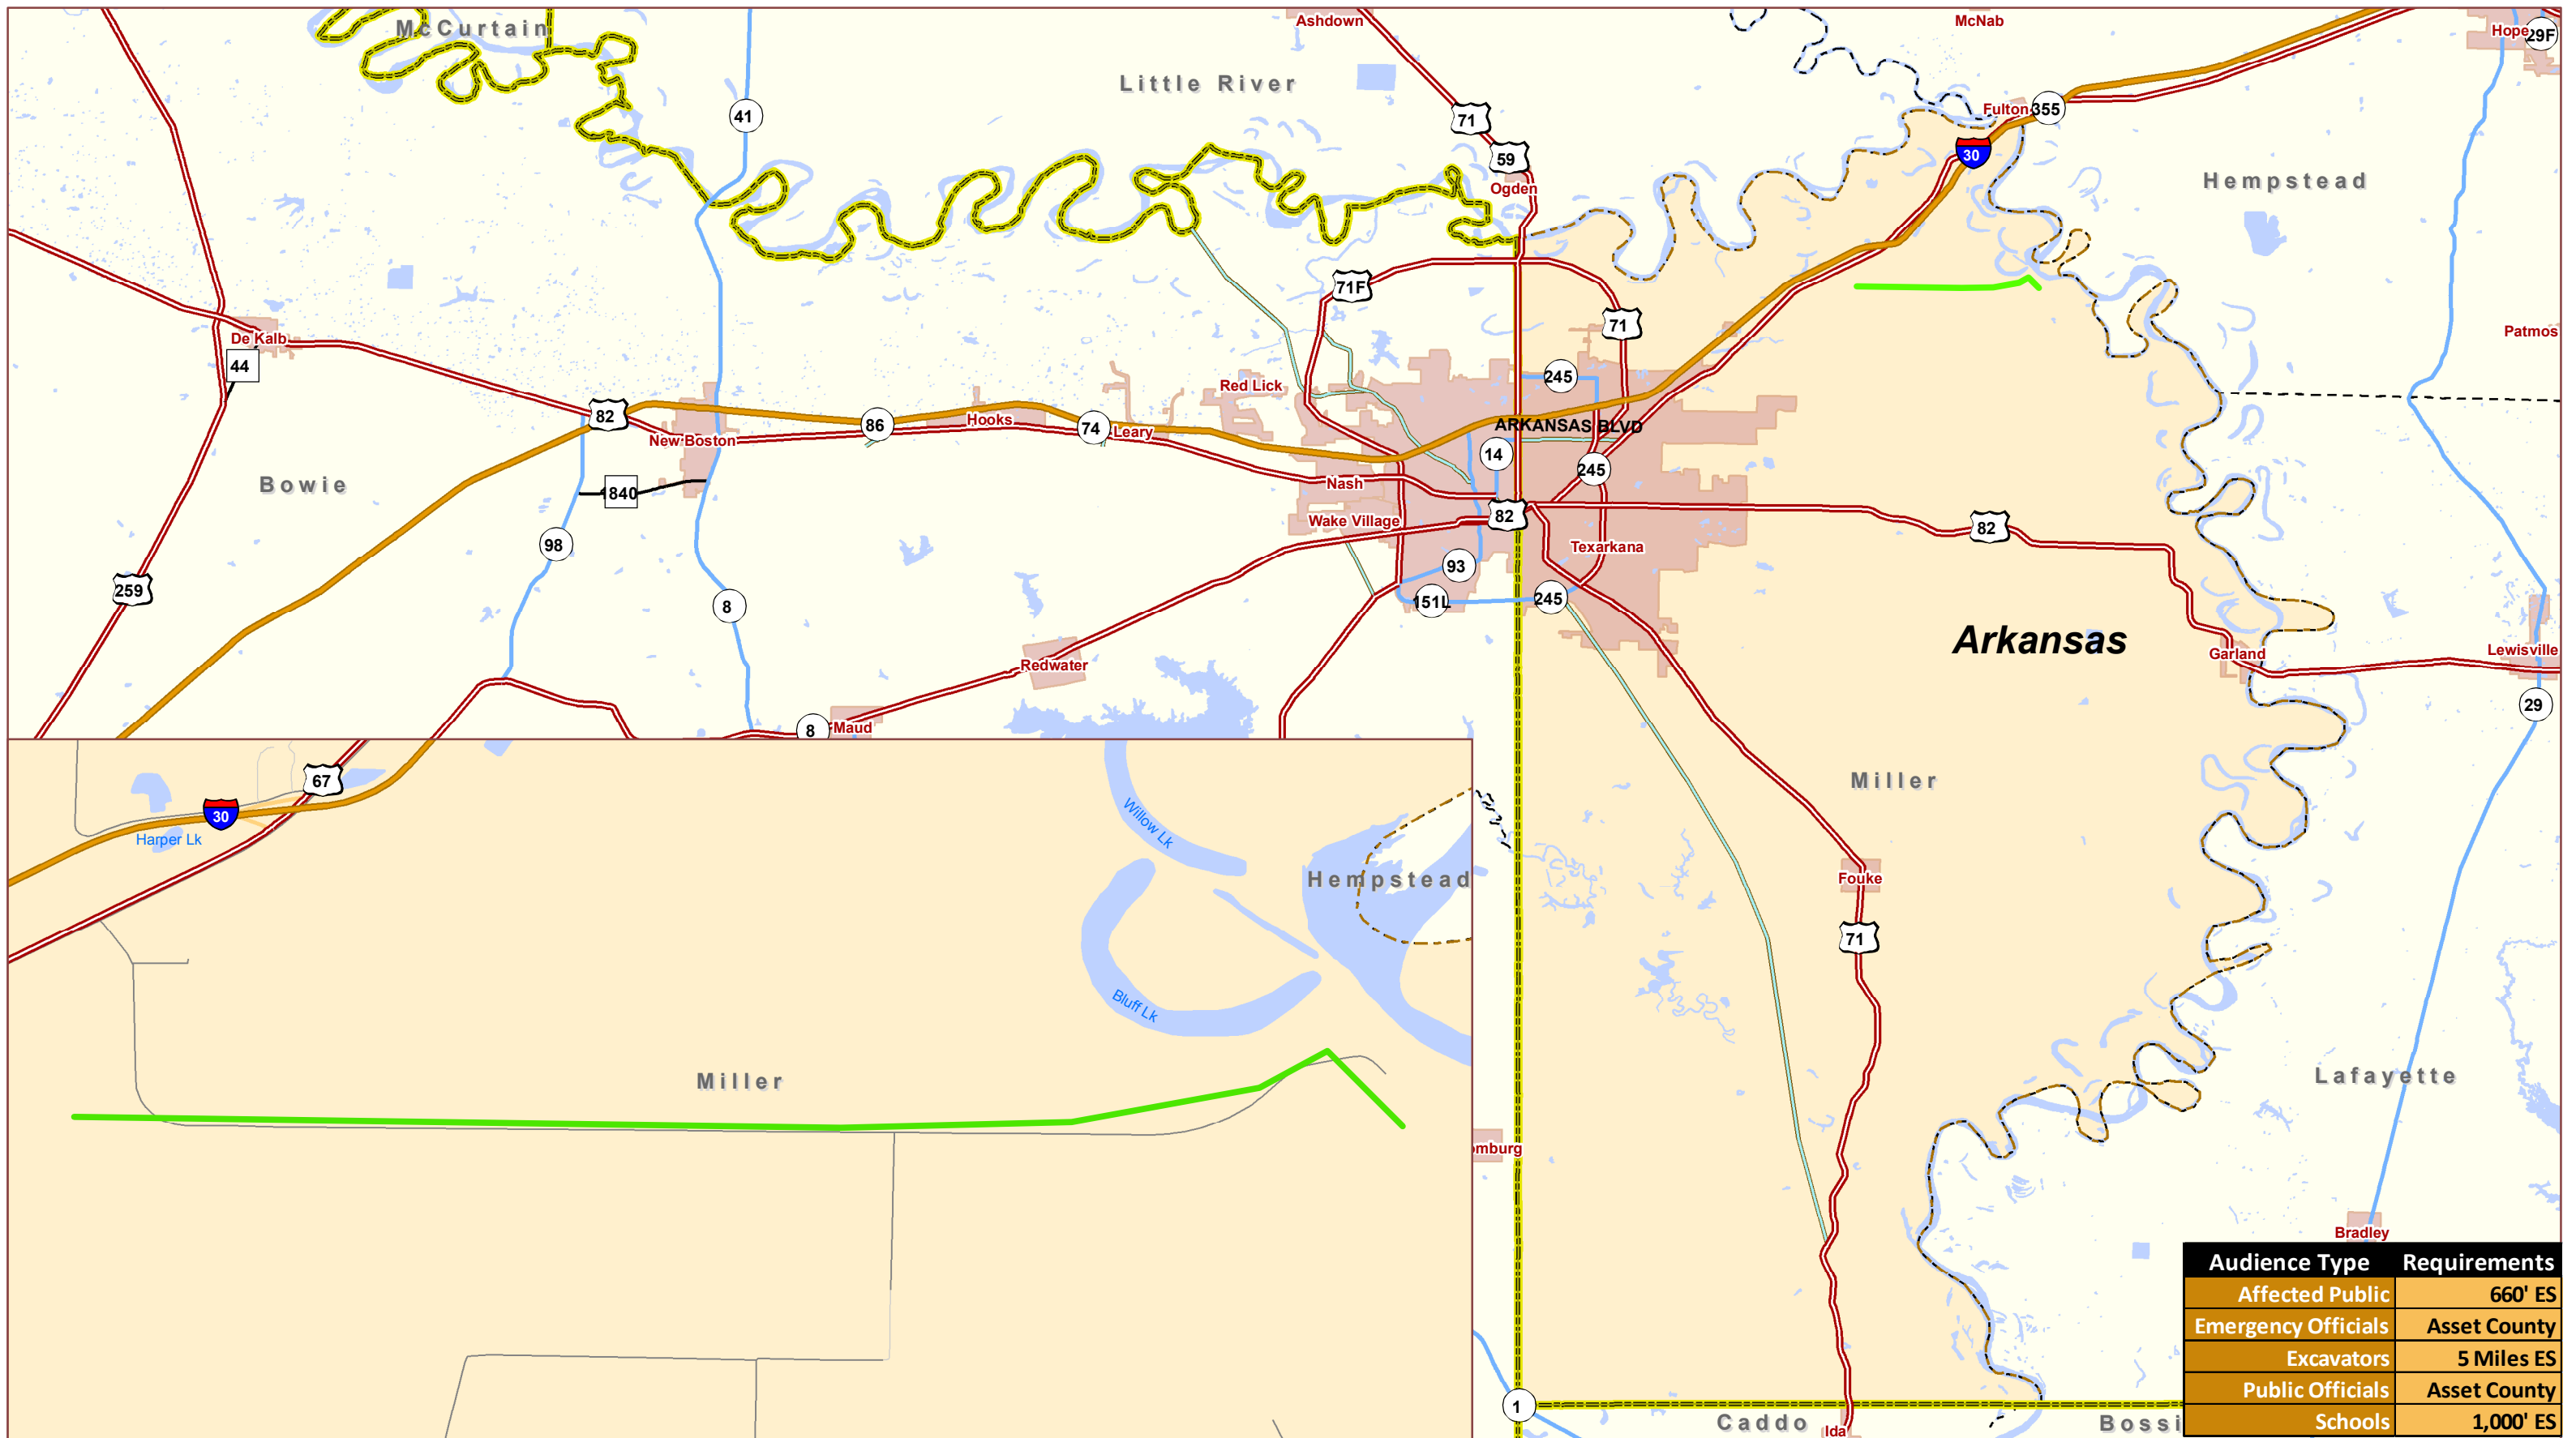 McCurtain
Ashdown
McNab
Hope
29F
Little River
41
71
59
Ogden
Fulton
355
30
Hempstead
71F
71
Patmos
De Kalb
44
Red Lick
245
82
86
Hooks
74
Leary
New Boston
ARKANSAS BLVD
14
245
Bowie
Nash
840
Wake Village
82
82
98
Texarkana
93
259
8
151L
245
Arkansas
Garland
Lewisville
Redwater
29
8
Maud
67
30
Harper Lk
Willow Lk
Miller
Hempstead
Fouke
71
Bluff Lk
Miller
Lafayette
omburg
Bradley
Audience Type Requirements
Affected Public 660' ES
Emergency Officials Asset County
Excavators 5 Miles ES
Public Officials Asset County
Schools 1,000' ES
1
Caddo
Ida
Bossi